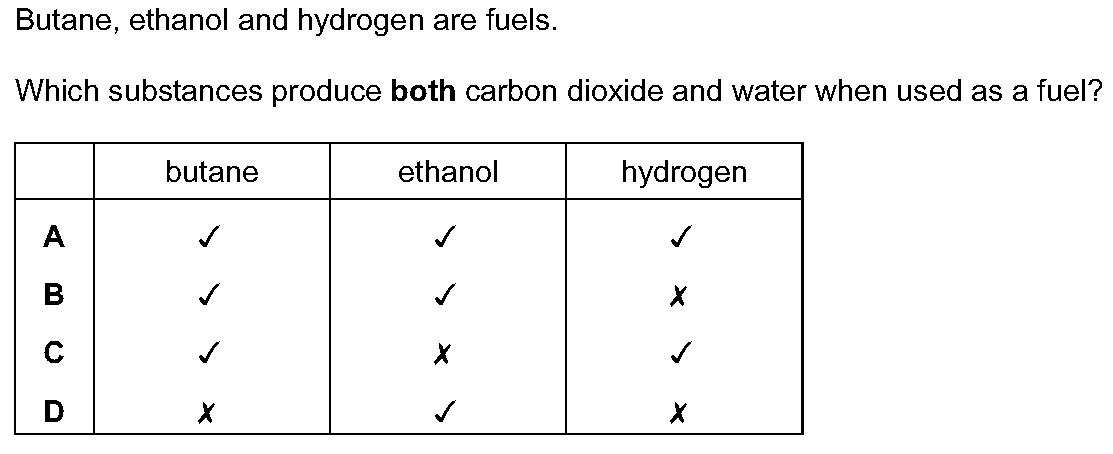 Butane, ethanol and hydrogen are fuels.
Which substances produce both carbon dioxide and water when used as a fuel?
butane ethanol hydrogen
A ✓ ✓ ✓
B ✓ ✓ ✗
C ✓ ✗ ✓
D ✗ ✓ ✗